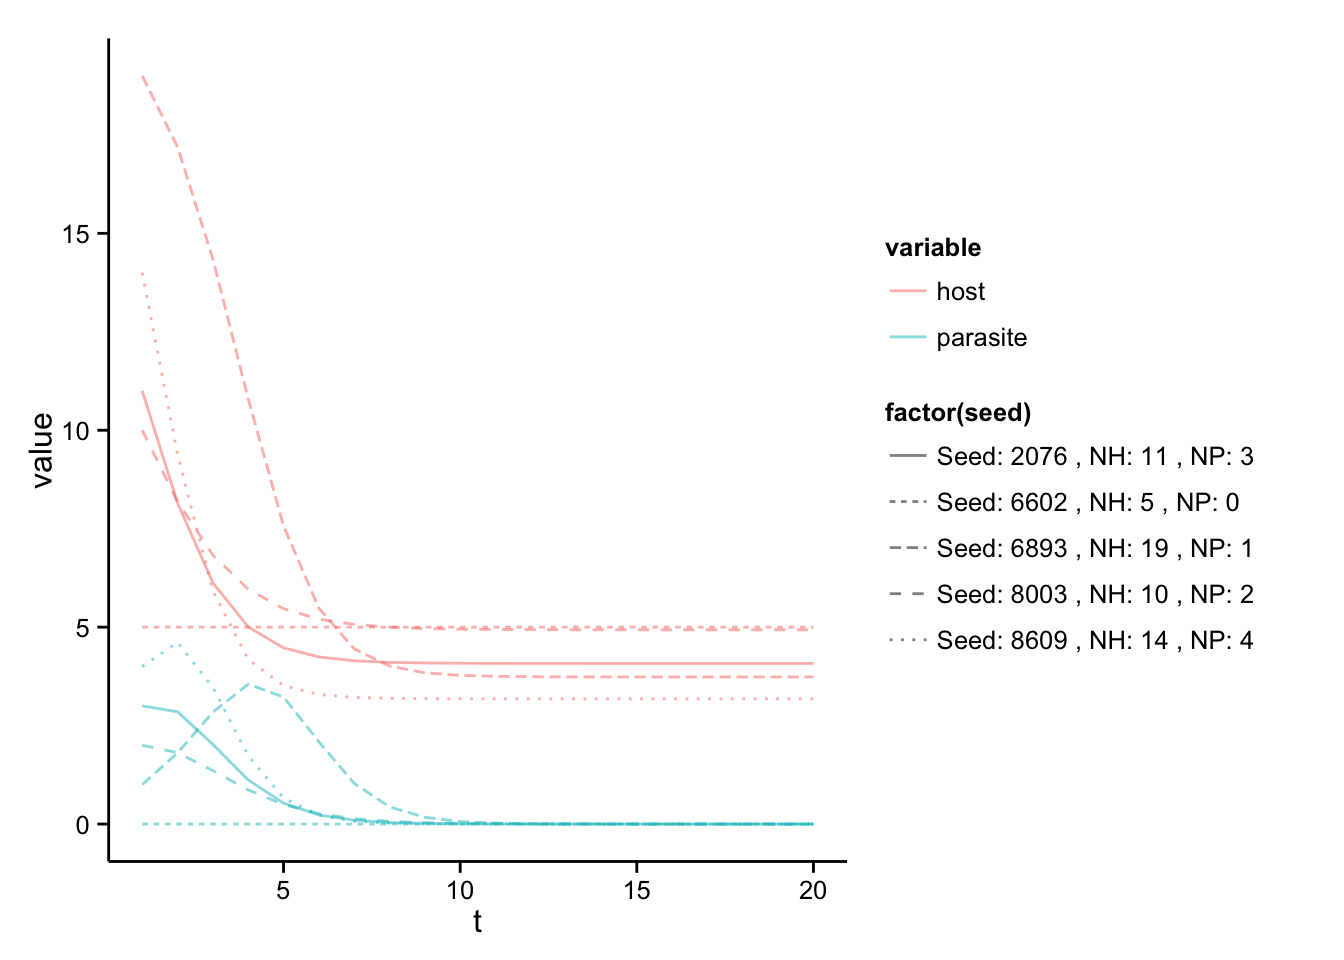 value
15
10
5
0
5
10
15
20
t
variable
host
parasite
factor(seed)
Seed: 2076 , NH: 11 , NP: 3
Seed: 6602 , NH: 5 , NP: 0
Seed: 6893 , NH: 19 , NP: 1
Seed: 8003 , NH: 10 , NP: 2
Seed: 8609 , NH: 14 , NP: 4